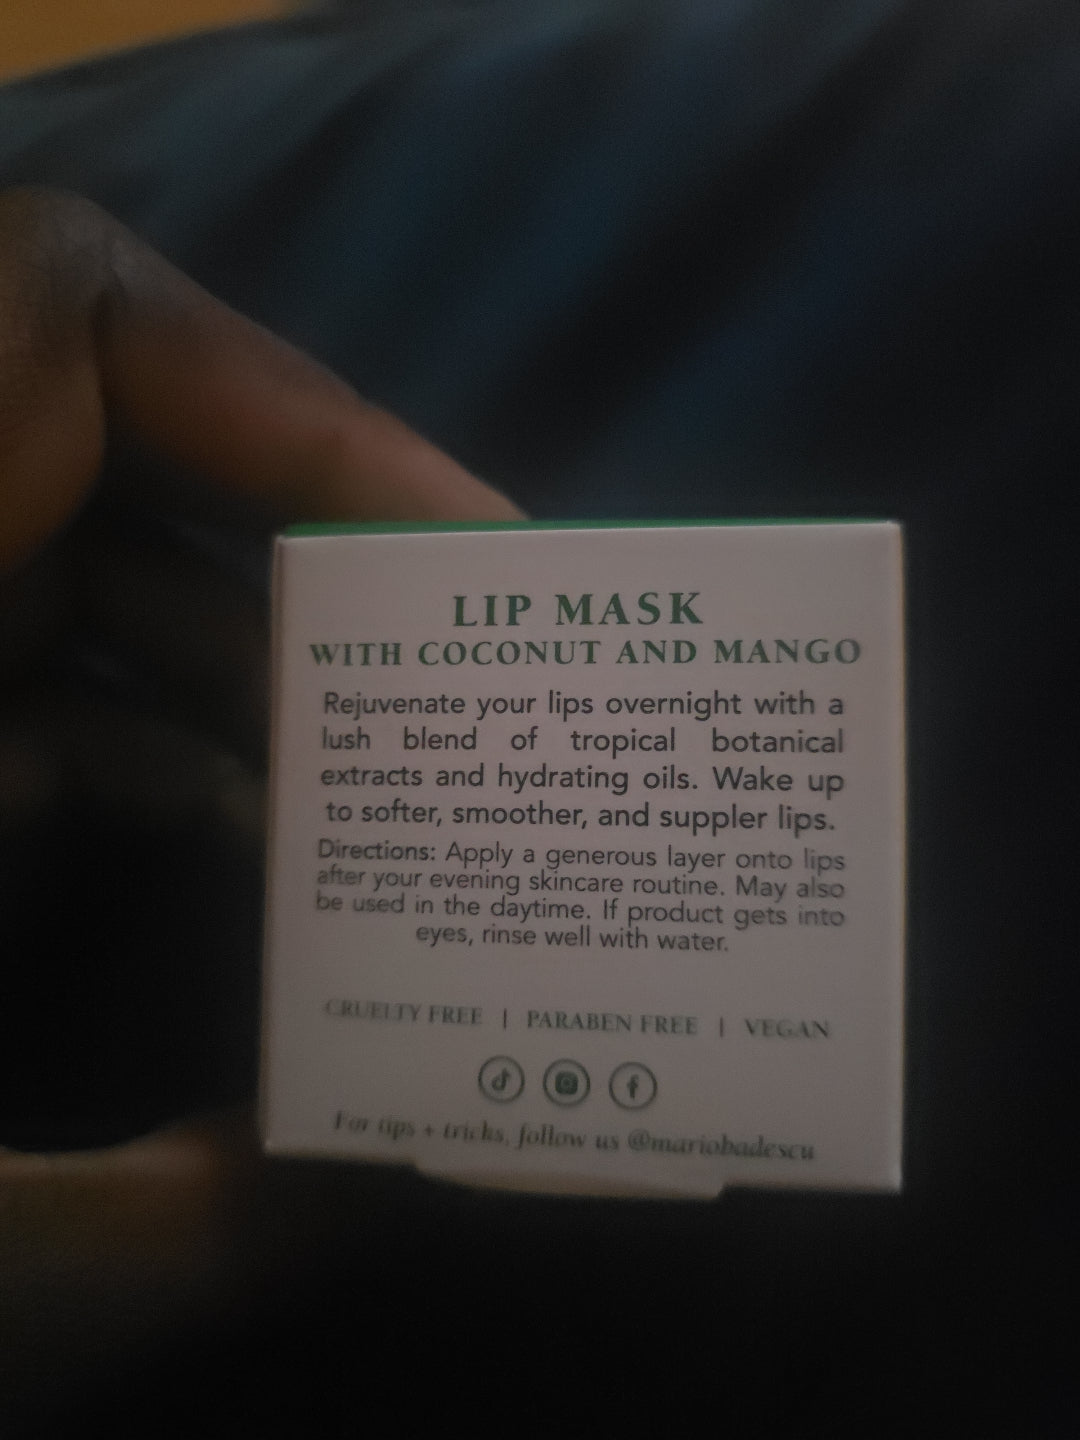 LIP MASK
WITH COCONUT AND MANGO
Rejuvenate your lips overnight with a
lush blend of tropical botanical
extracts and hydrating oils. Wake up
to softer, smoother, and suppler lips.
Directions: Apply a generous layer onto lips
after your evening skincare routine. May also
be used in the daytime. If product gets into
eyes, rinse well with water.
CRUELTY FREE | PARABEN FREE | VEGAN
For tips + tricks, follow us @mariobadescu